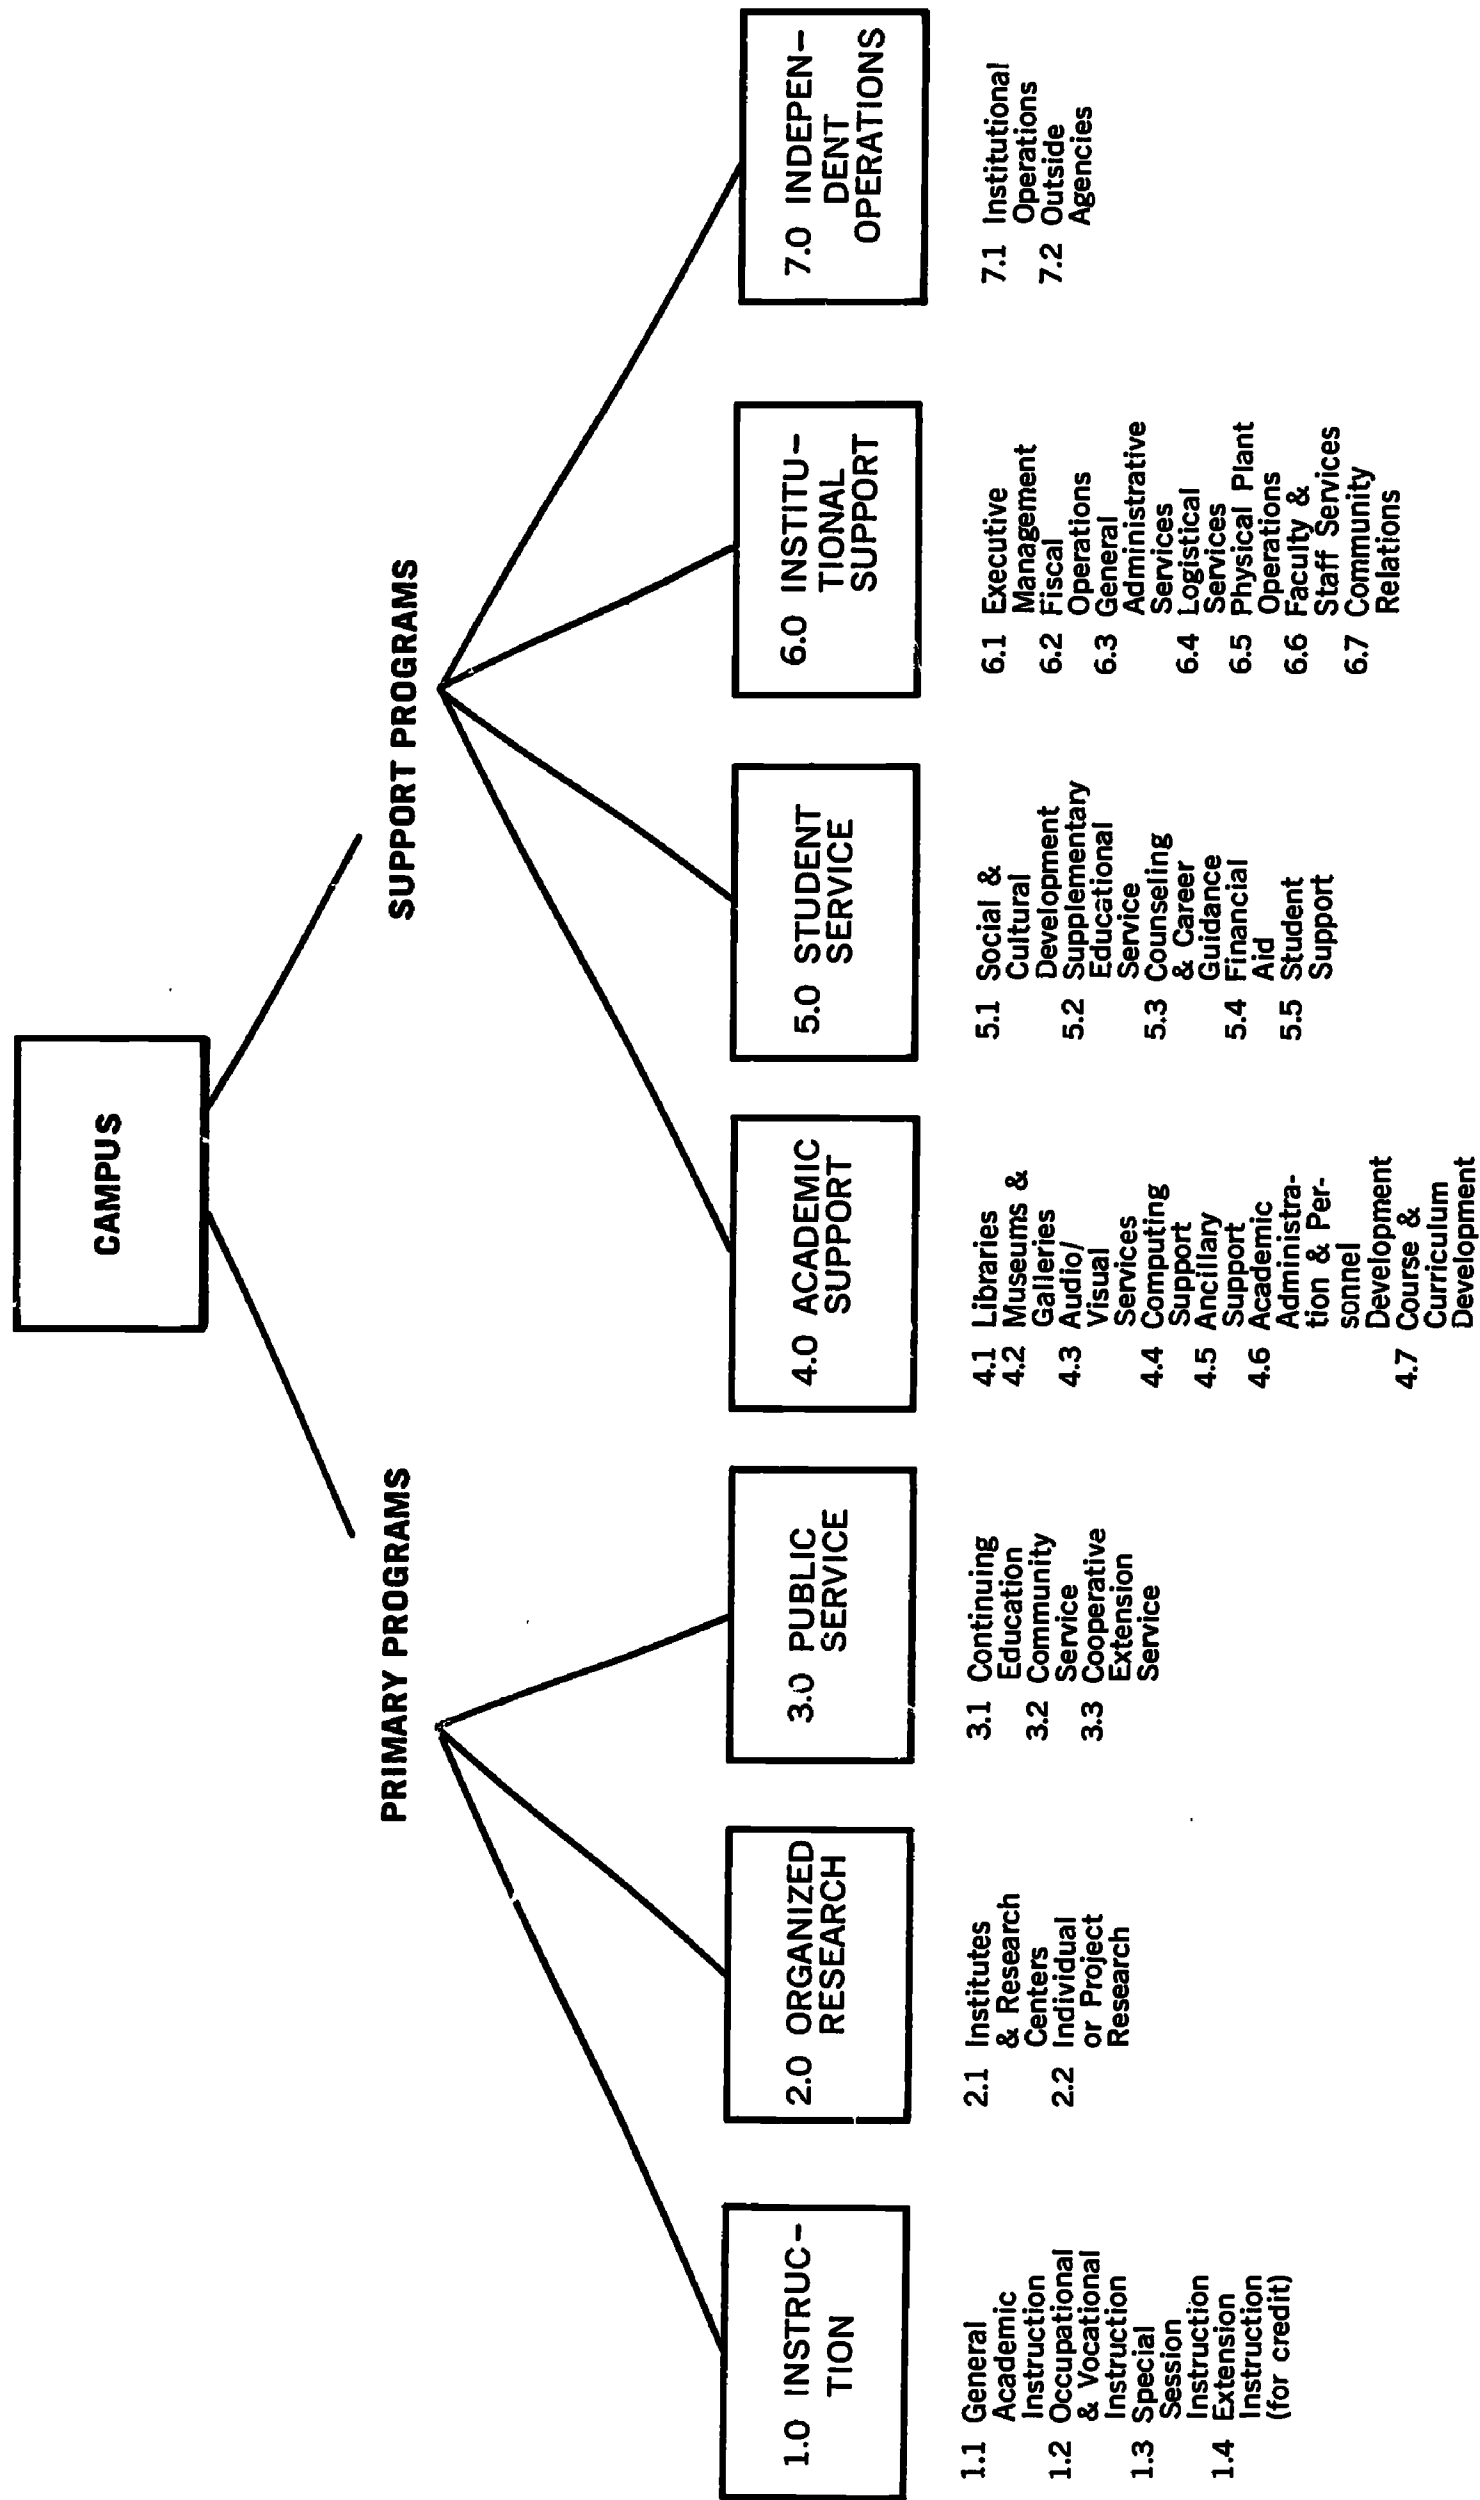 CAMPUS
PRIMARY PROGRAMS
SUPPORT PROGRAMS
1.0 INSTRUC-
TION
2.0 ORGANIZED
RESEARCH
3.0 PUBLIC
SERVICE
4.0 ACADEMIC
SUPPORT
5.0 STUDENT
SERVICE
6.0 INSTITU-
TIONAL
SUPPORT
7.0 INDEPEN-
DENT
OPERATIONS
1.1 General
Academic
Instruction
1.2 Occupational
& Vocational
Instruction
1.3 Special
Session
Instruction
1.4 Extension
Instruction
(for credit)
2.1 Institutes
& Research
Centers
2.2 Individual
or Project
Research
3.1 Continuing
Education
3.2 Community
Service
3.3 Cooperative
Extension
Service
4.1 Libraries
4.2 Museums &
Galleries
4.3 Audio/
Visual
Services
4.4 Computing
Support
4.5 Ancillary
Support
4.6 Academic
Administra-
tion & Per-
sonnel
Development
4.7 Course &
Curriculum
Development
5.1 Social &
Cultural
Development
5.2 Supplementary
Educational
Service
5.3 Counseling
& Career
Guidance
5.4 Financial
Aid
5.5 Student
Support
6.1 Executive
Management
6.2 Fiscal
Operations
6.3 General
Administrative
Services
6.4 Logistical
Services
6.5 Physical Plant
Operations
6.6 Faculty &
Staff Services
6.7 Community
Relations
7.1 Institutional
Operations
7.2 Outside
Agencies